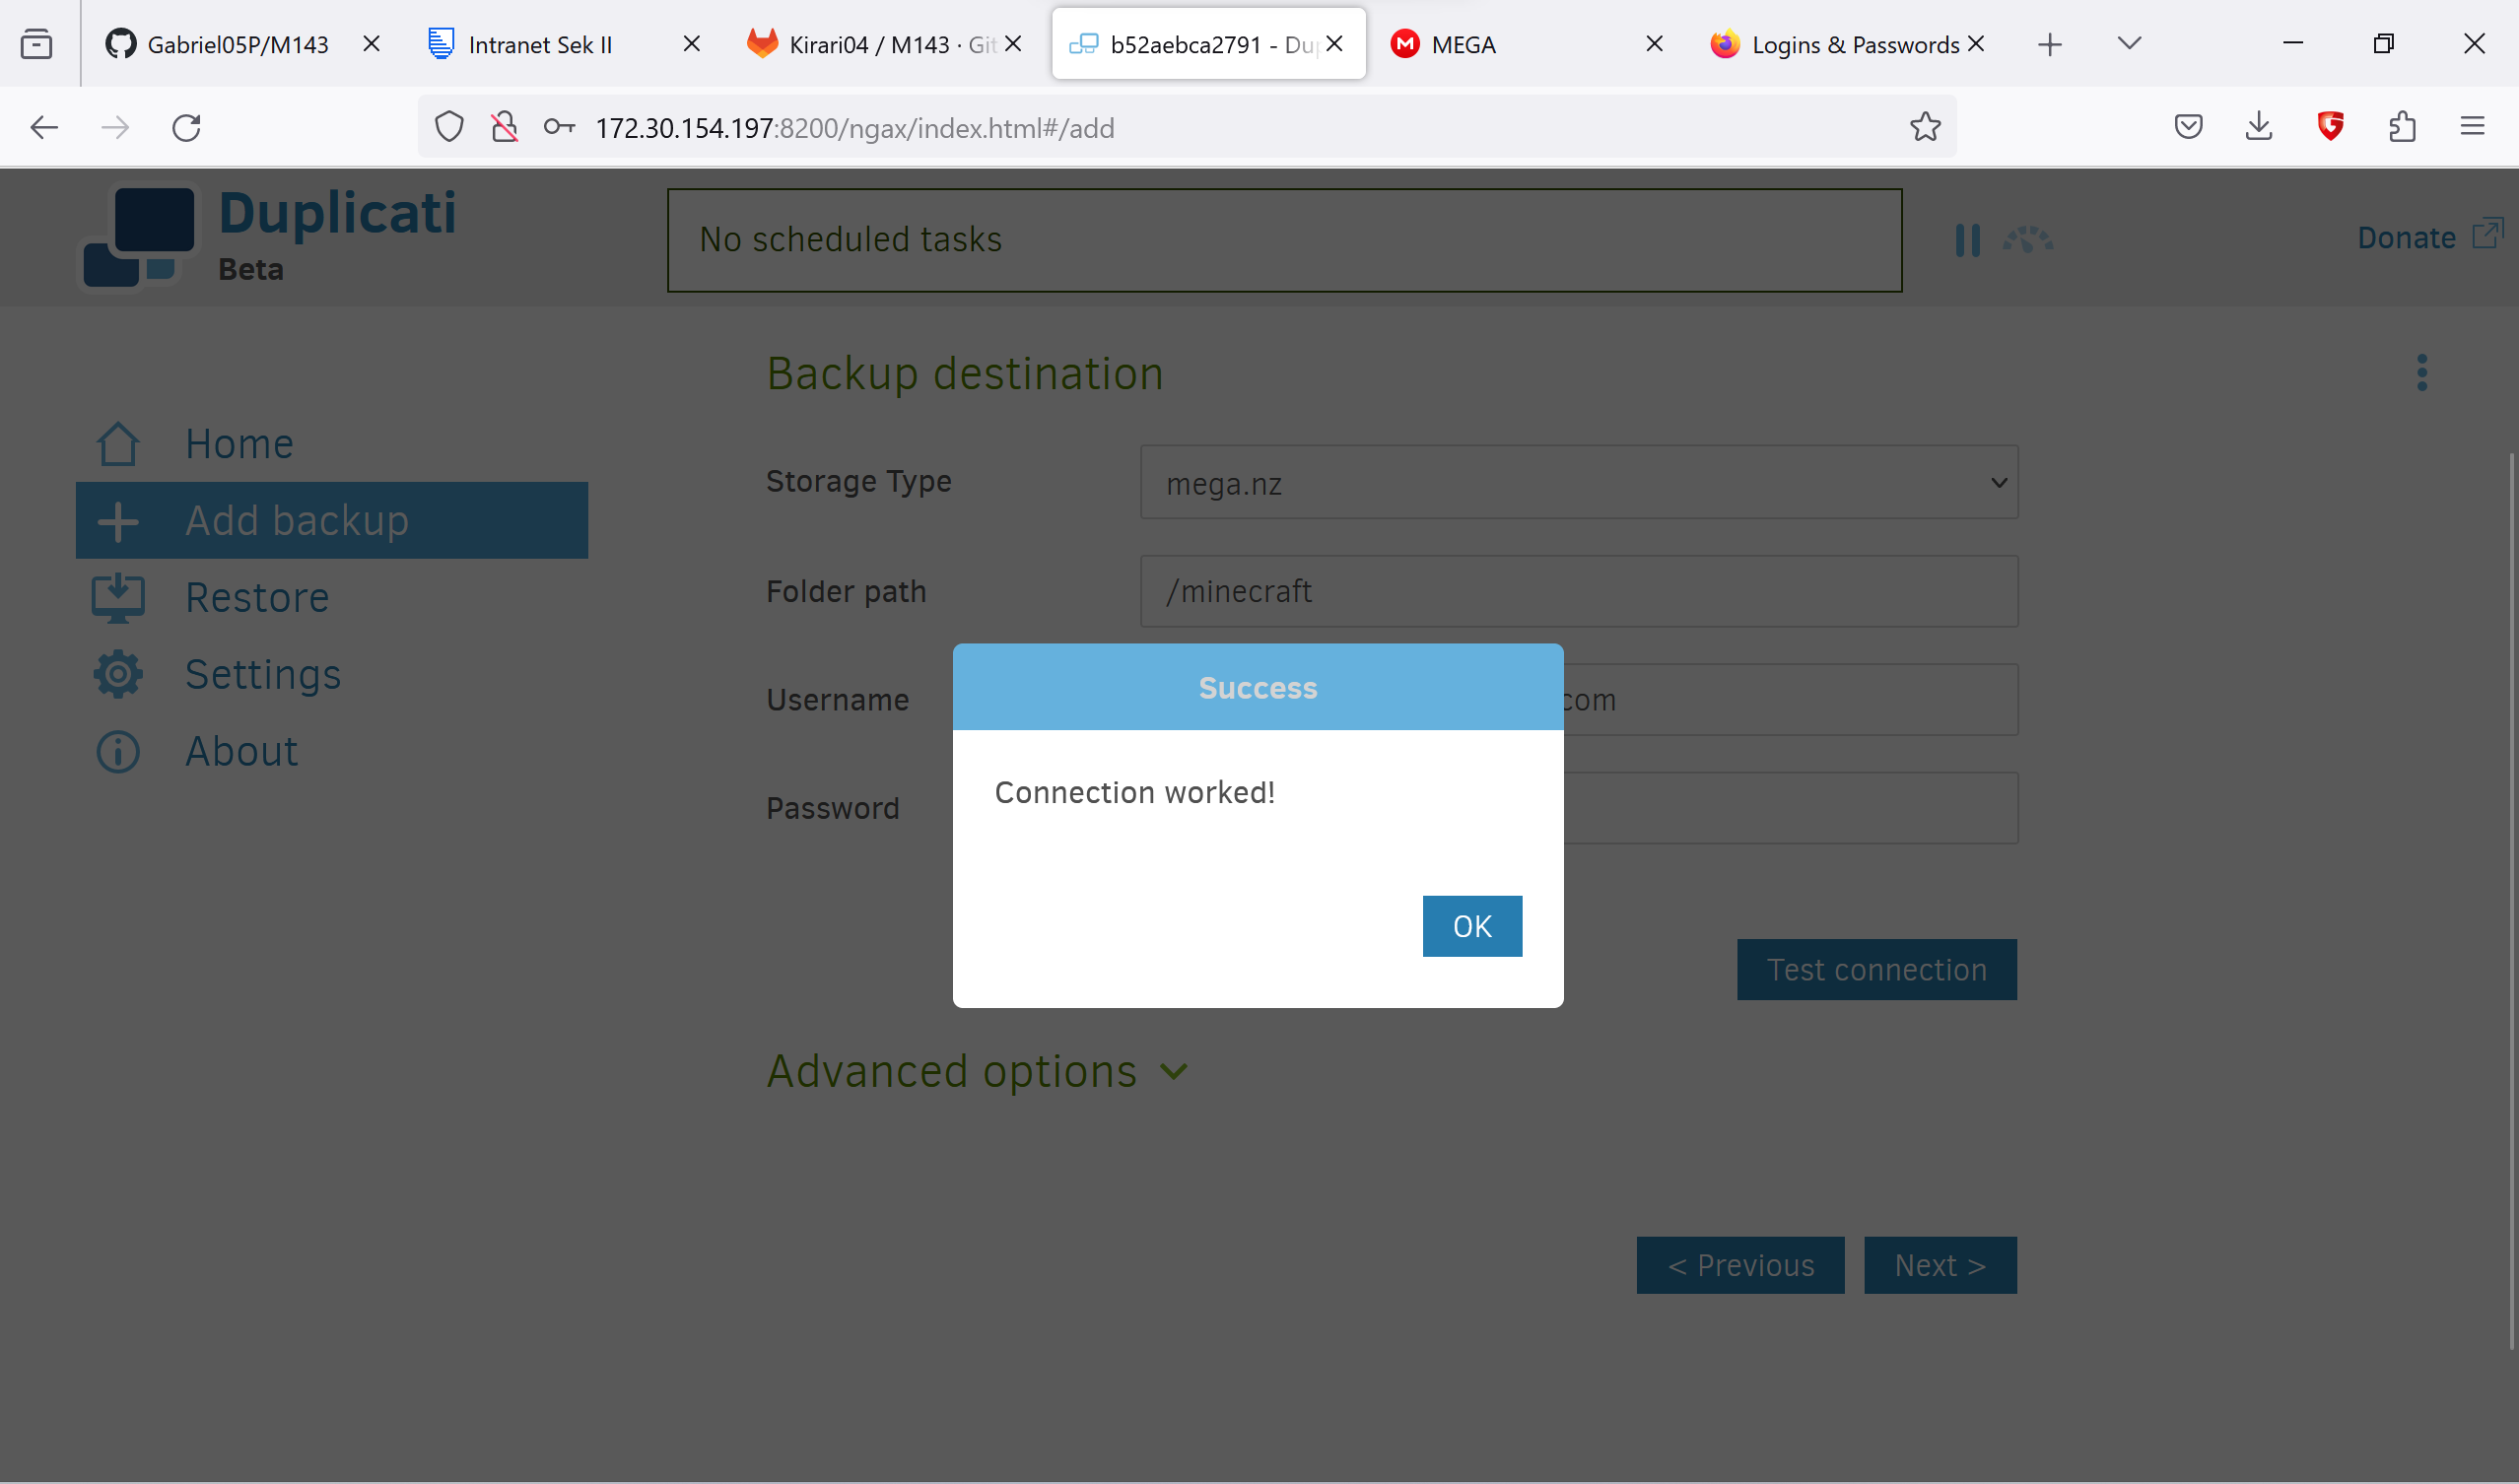 Gabriel05P/M143
Intranet Sek II
Kirari04 / M143 · Git
b52aebca2791 - Du
MEGA
Logins & Passwords
172.30.154.197:8200/ngax/index.html#/add
Duplicati
Beta
No scheduled tasks
Donate
Backup destination
Home
Add backup
Restore
Settings
About
Storage Type
mega.nz
Folder path
/minecraft
Username
com
Password
Success
Connection worked!
OK
Test connection
Advanced options
< Previous
Next >